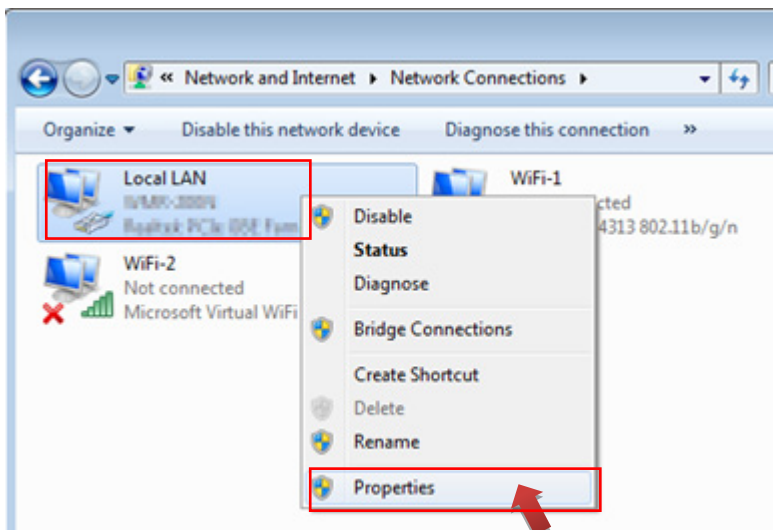 « Network and Internet ▸ Network Connections ▸
Organize ▾ Disable this network device Diagnose this connection »
Local LAN
WiFi-1
cted
4313 802.11b/g/n
WiFi-2
Not connected
Microsoft Virtual WiFi
Disable
Status
Diagnose
Bridge Connections
Create Shortcut
Delete
Rename
Properties